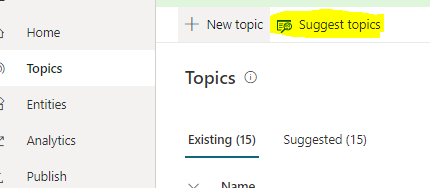 Home
Topics
Entities
Analytics
Publish
New topic
Suggest topics
Topics
Existing (15)
Suggested (15)
Name